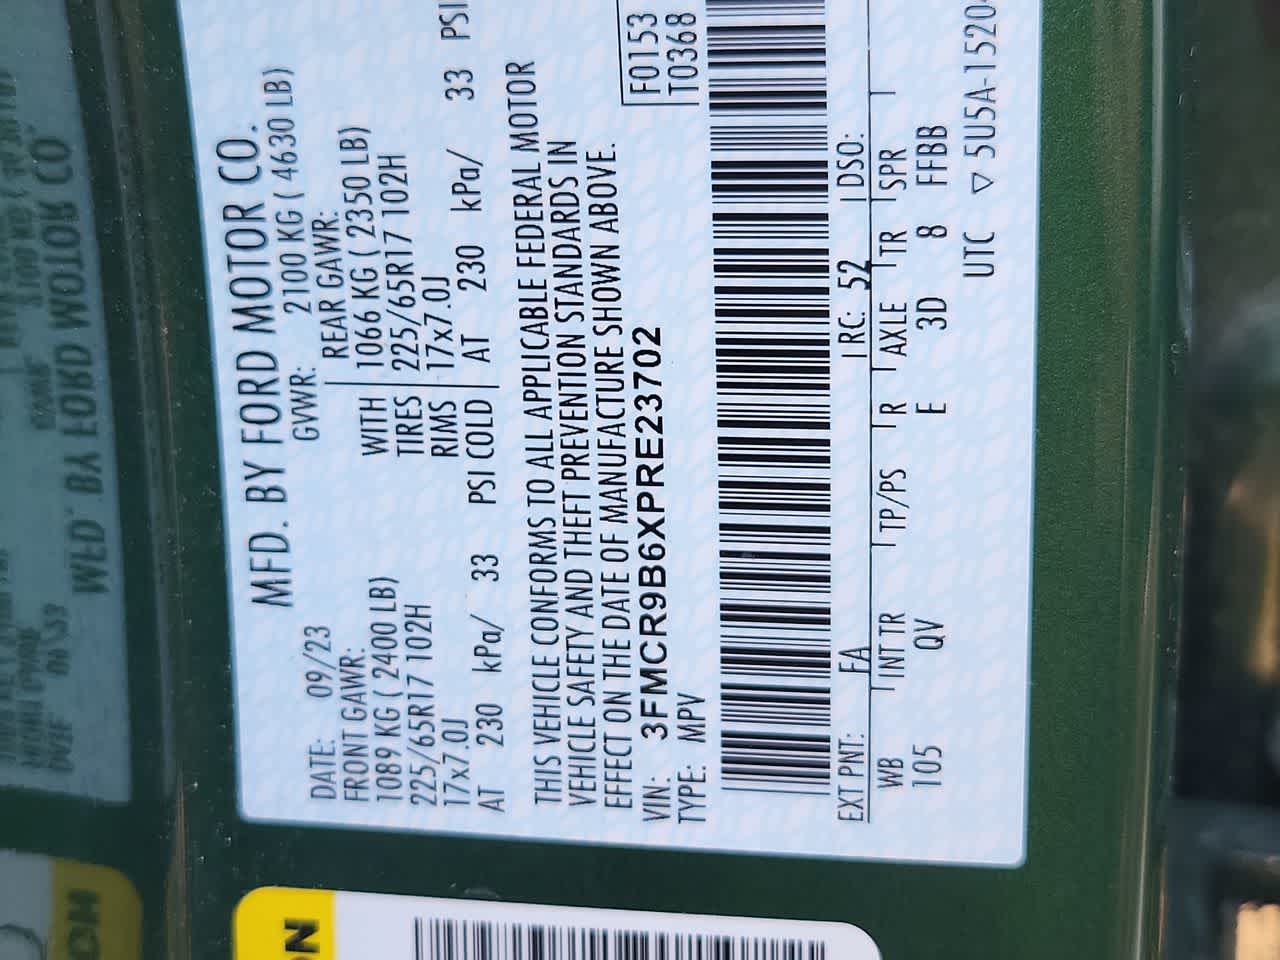 MFD. BY FORD MOTOR CO.
DATE: 09/23 GVWR: 2100 KG ( 4630 LB)
FRONT GAWR: REAR GAWR:
1089 KG ( 2400 LB) WITH 1066 KG ( 2350 LB)
225/65R17 102H TIRES 225/65R17 102H
17x7.0J RIMS 17x7.0J
AT 230 kPa/ 33 PSI COLD AT 230 kPa/ 33 PSI
THIS VEHICLE CONFORMS TO ALL APPLICABLE FEDERAL MOTOR
VEHICLE SAFETY AND THEFT PREVENTION STANDARDS IN
EFFECT ON THE DATE OF MANUFACTURE SHOWN ABOVE.
VIN: 3FMCR9B6XPRE23702
TYPE: MPV
F0153
T0368
EXT PNT: EA RC: 52 DSO:
WB INT TR TP/PS R AXLE TR SPR
105 QV E 3D 8 FFBB
UTC ▽ 5U5A-1520
ON